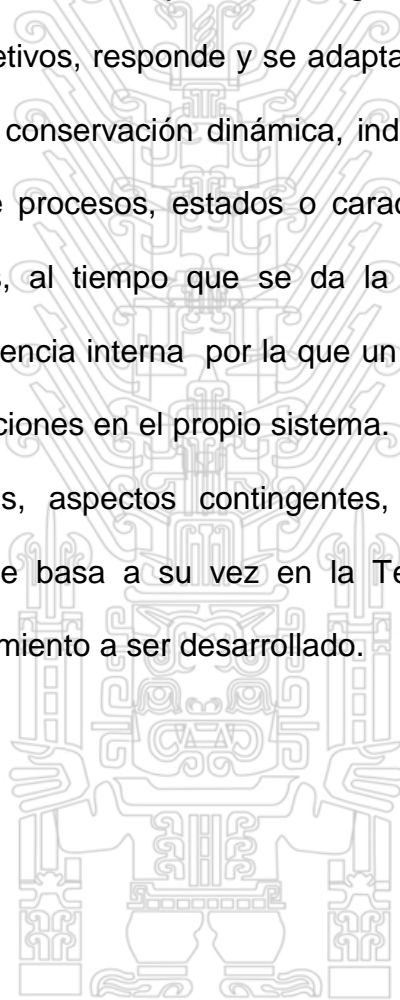 etivos, responde y se adapta
conservación dinámica, ind
procesos, estados o carac
al tiempo que se da la
encia interna por la que un
ciones en el propio sistema.
s, aspectos contingentes,
e basa a su vez en la Te
miento a ser desarrollado.